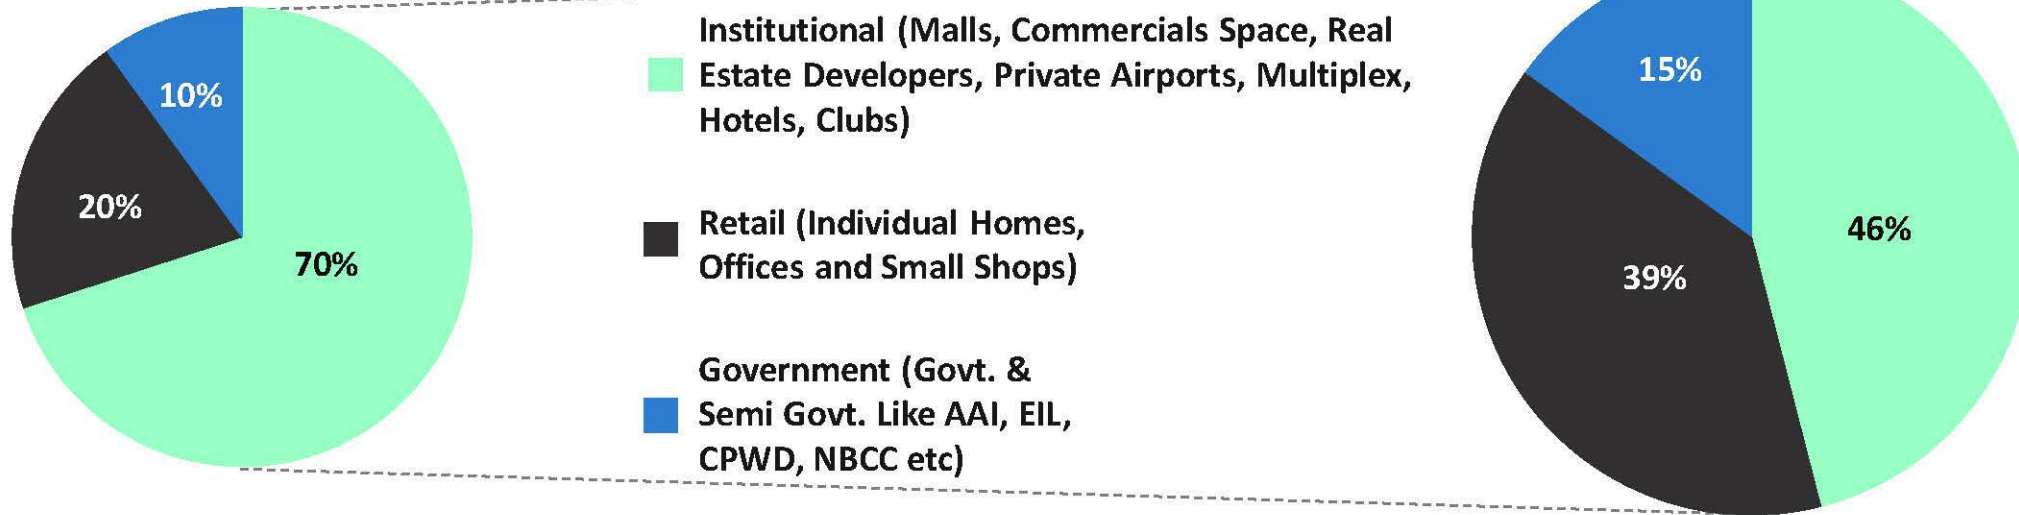 10%
20%
70%
Institutional (Malls, Commercials Space, Real
Estate Developers, Private Airports, Multiplex,
Hotels, Clubs)
Retail (Individual Homes,
Offices and Small Shops)
Government (Govt. &
Semi Govt. Like AAI, EIL,
CPWD, NBCC etc)
15%
46%
39%